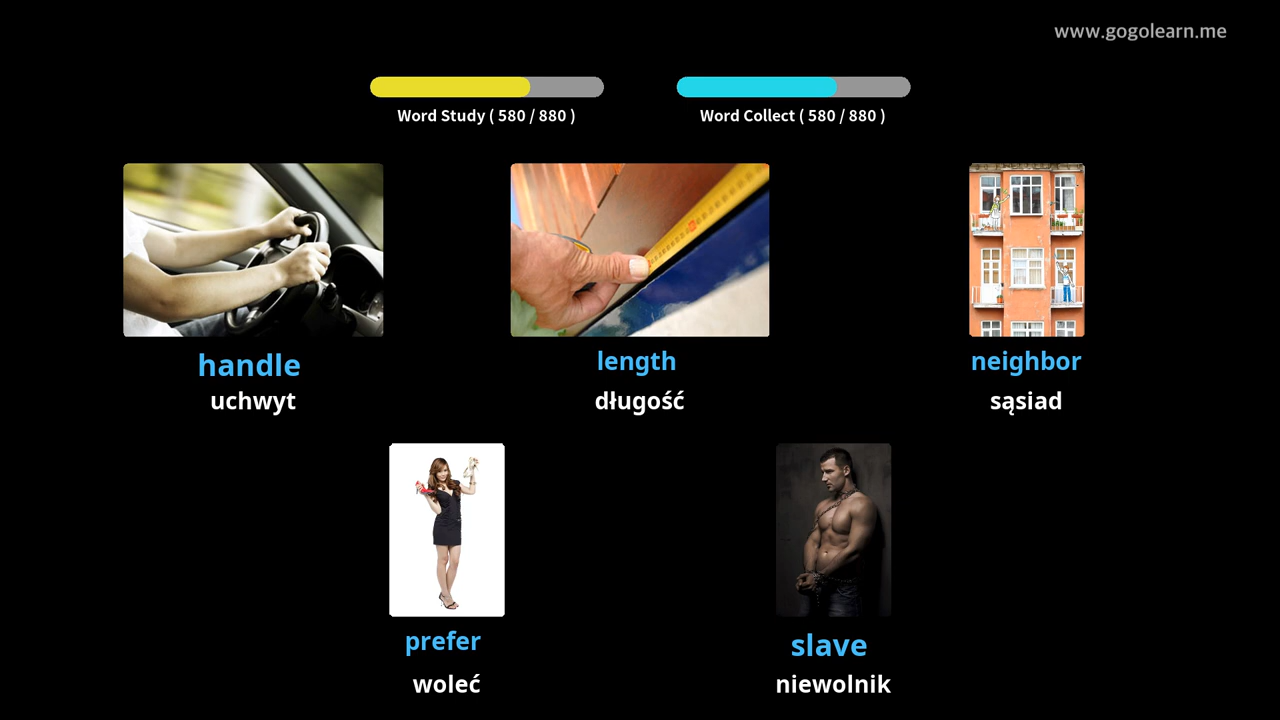 www.gogolearn.me
Word Study ( 580 / 880 )
Word Collect ( 580 / 880 )
handle
uchwyt
length
długość
neighbor
sąsiad
prefer
woleć
slave
niewolnik